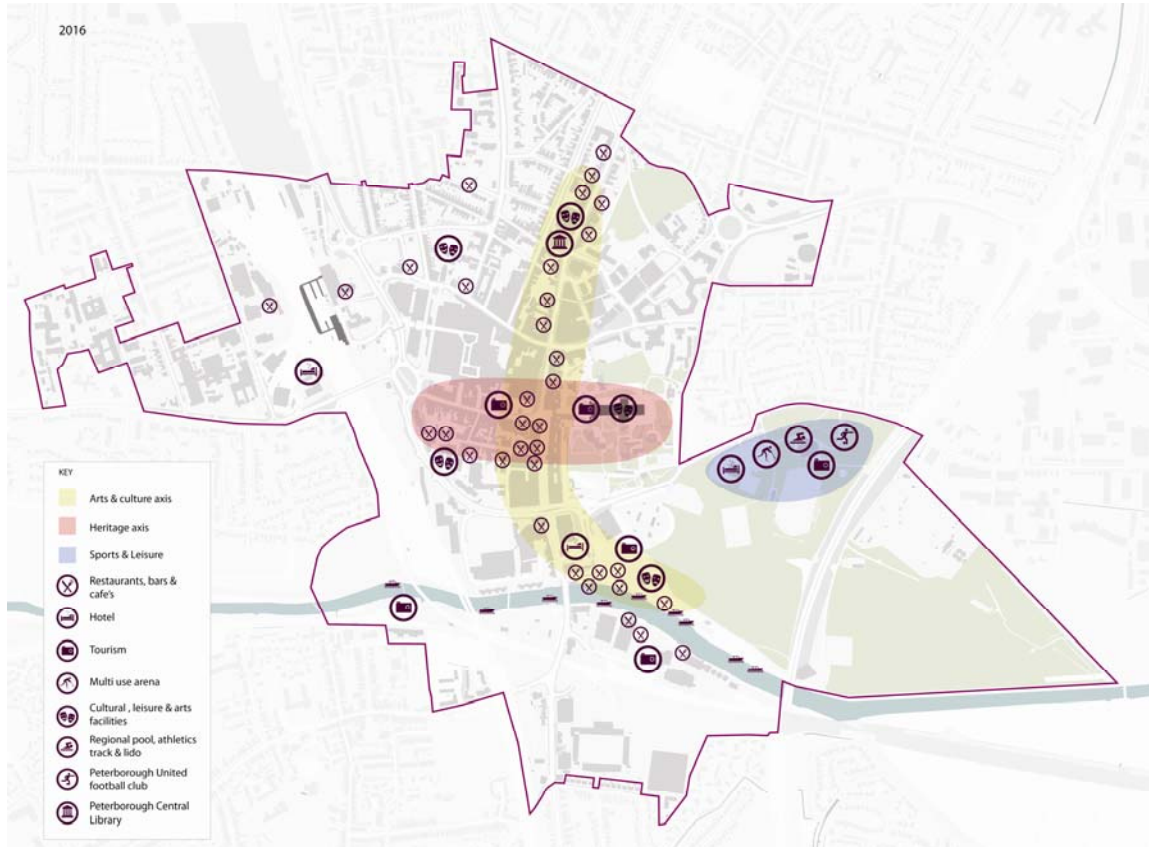 2016
KEY
Arts & culture axis
Heritage axis
Sports & Leisure
Restaurants, bars &
cafe's
Hotel
Tourism
Multi use arena
Cultural , leisure & arts
facilities
Regional pool, athletics
track & lido
Peterborough United
football club
Peterborough Central
Library